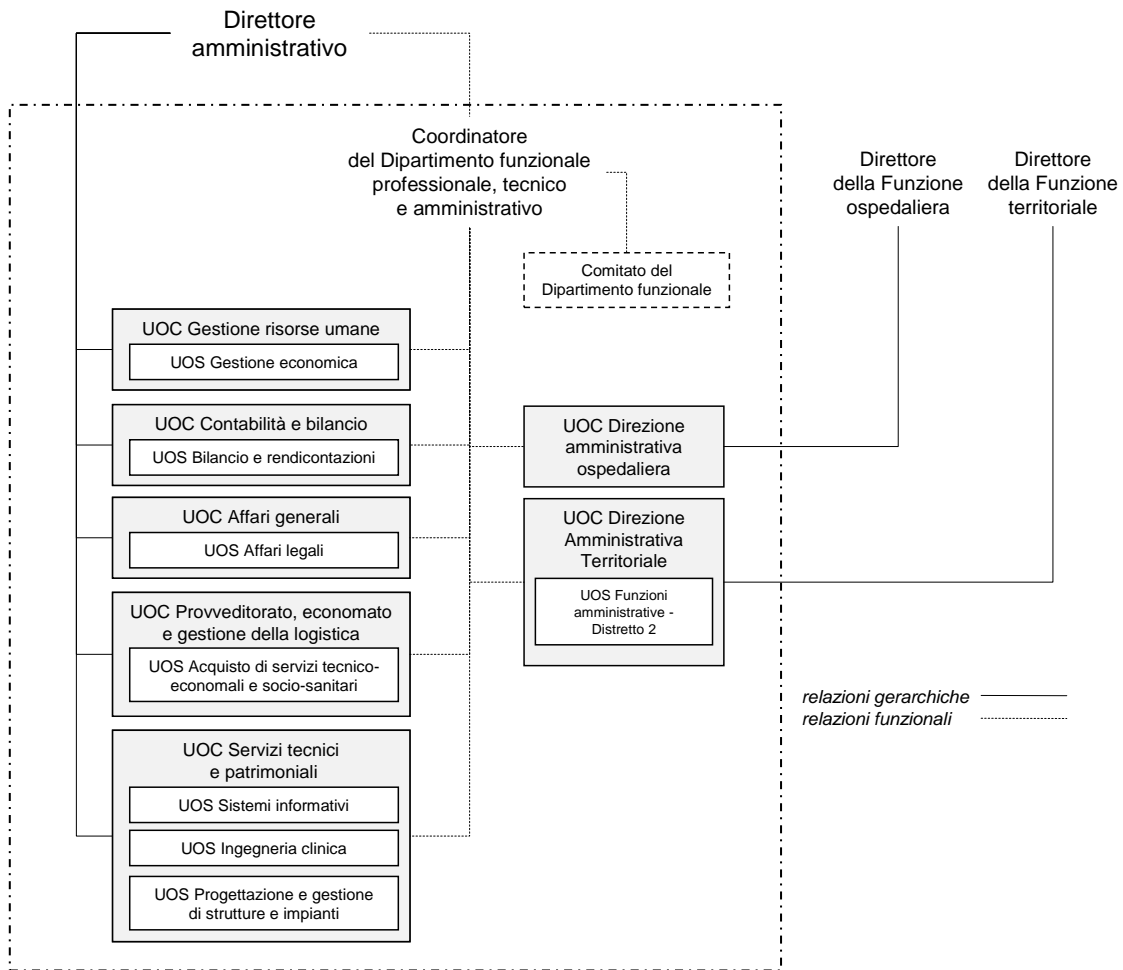 Direttore
amministrativo
Coordinatore
del Dipartimento funzionale
professionale, tecnico
e amministrativo
Direttore
della Funzione
ospedaliera
Direttore
della Funzione
territoriale
Comitato del
Dipartimento funzionale
UOC Gestione risorse umane
UOS Gestione economica
UOC Contabilità e bilancio
UOS Bilancio e rendicontazioni
UOC Affari generali
UOS Affari legali
UOC Provveditorato, economato
e gestione della logistica
UOS Acquisto di servizi tecnico-
economali e socio-sanitari
UOC Servizi tecnici
e patrimoniali
UOS Sistemi informativi
UOS Ingegneria clinica
UOS Progettazione e gestione
di strutture e impianti
UOC Direzione
amministrativa
ospedaliera
UOC Direzione
Amministrativa
Territoriale
UOS Funzioni
amministrative -
Distretto 2
relazioni gerarchiche
relazioni funzionali